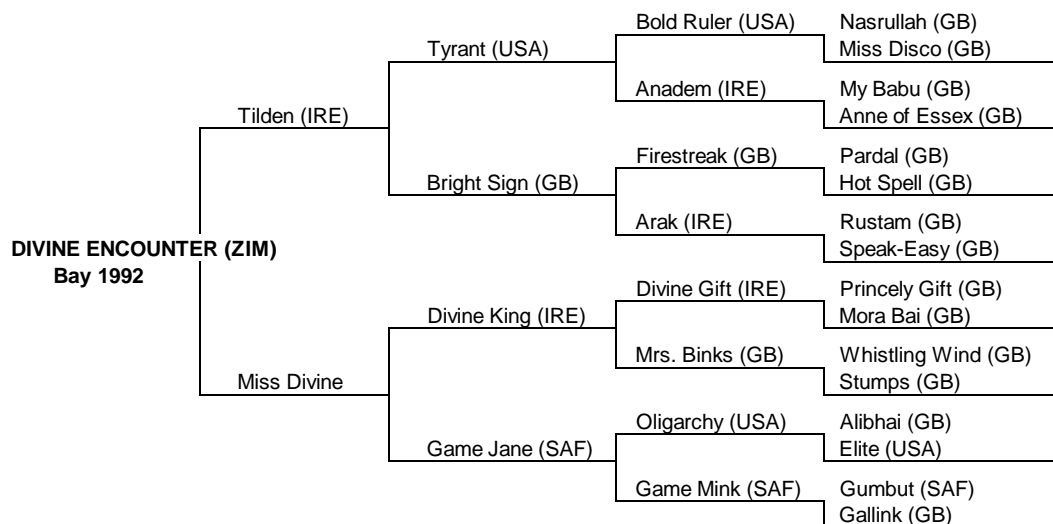 Bold Ruler (USA)
Nasrullah (GB)
Tyrant (USA)
Miss Disco (GB)
Anadem (IRE)
My Babu (GB)
Tilden (IRE)
Anne of Essex (GB)
Firestreak (GB)
Pardal (GB)
Bright Sign (GB)
Hot Spell (GB)
Arak (IRE)
Rustam (GB)
DIVINE ENCOUNTER (ZIM)
Speak-Easy (GB)
Bay 1992
Divine Gift (IRE)
Princely Gift (GB)
Divine King (IRE)
Mora Bai (GB)
Mrs. Binks (GB)
Whistling Wind (GB)
Miss Divine
Stumps (GB)
Oligarchy (USA)
Alibhai (GB)
Game Jane (SAF)
Elite (USA)
Game Mink (SAF)
Gumbut (SAF)
Gallink (GB)